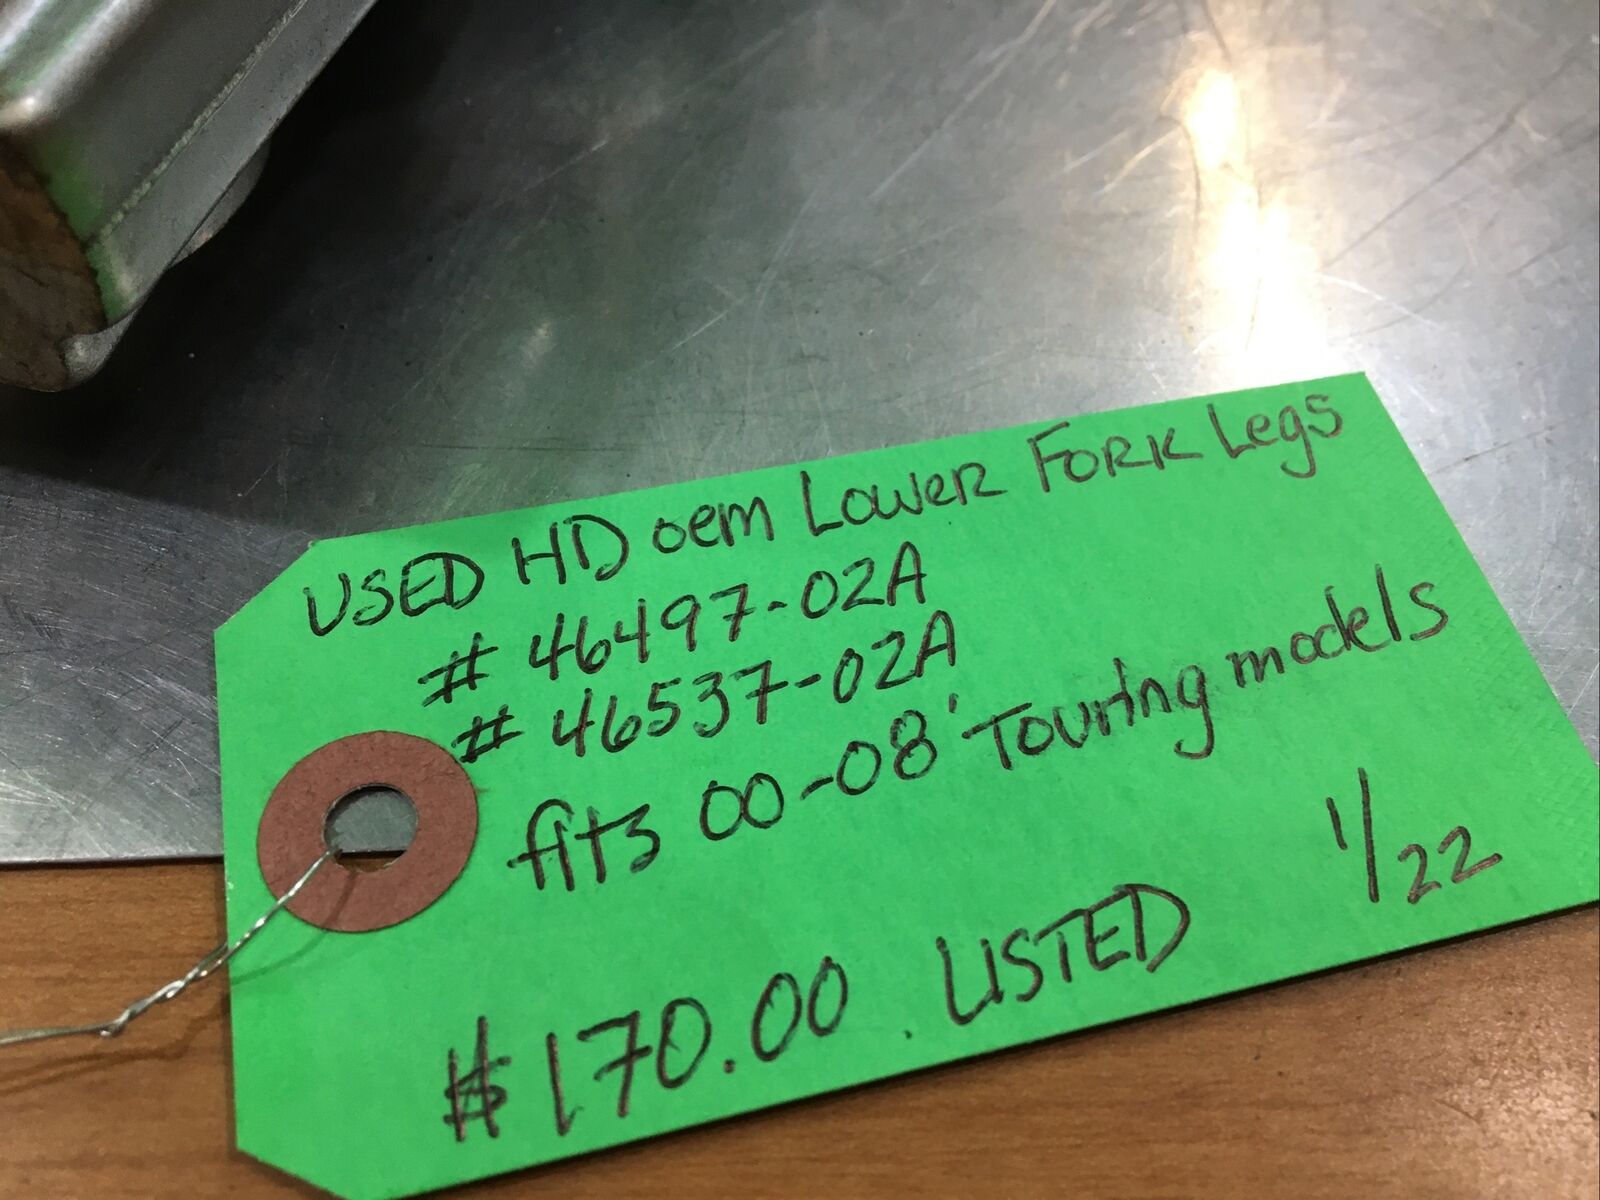 USED HD oem Lower Fork Legs
# 46497-02A
# 46537-02A
fits 00-08' Touring models
$170.00 . LISTED 1/22